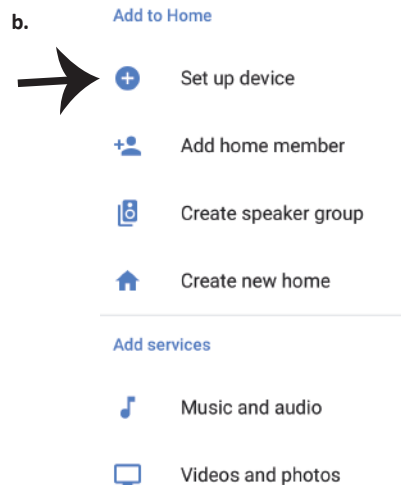 b.
Add to Home
Set up device
Add home member
Create speaker group
Create new home
Add services
Music and audio
Videos and photos